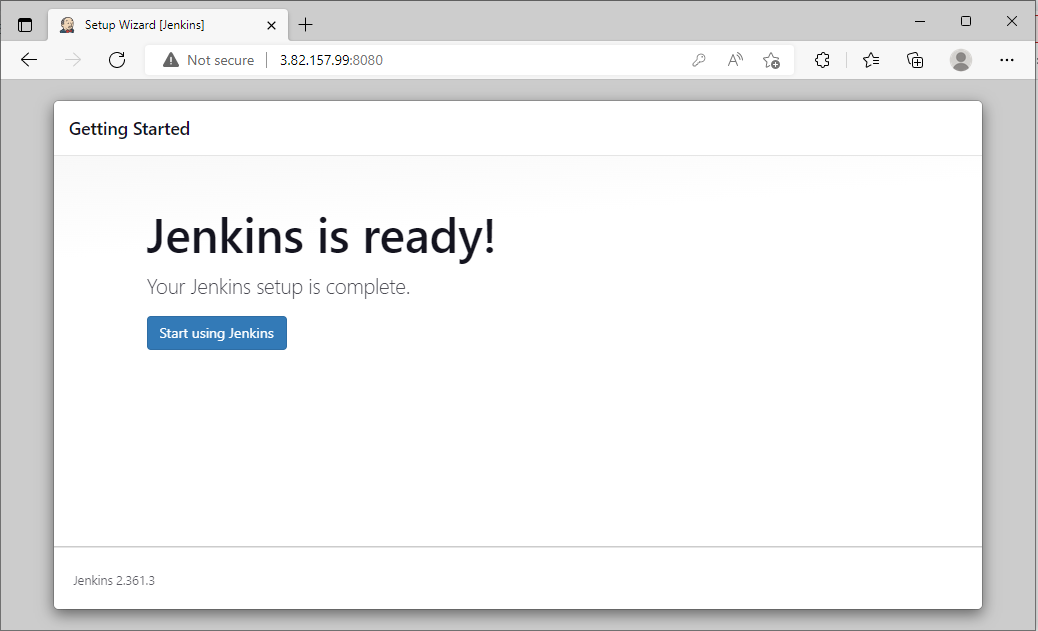 Setup Wizard [Jenkins]
Not secure
3.82.157.99:8080
Getting Started
Jenkins is ready!
Your Jenkins setup is complete.
Start using Jenkins
Jenkins 2.361.3